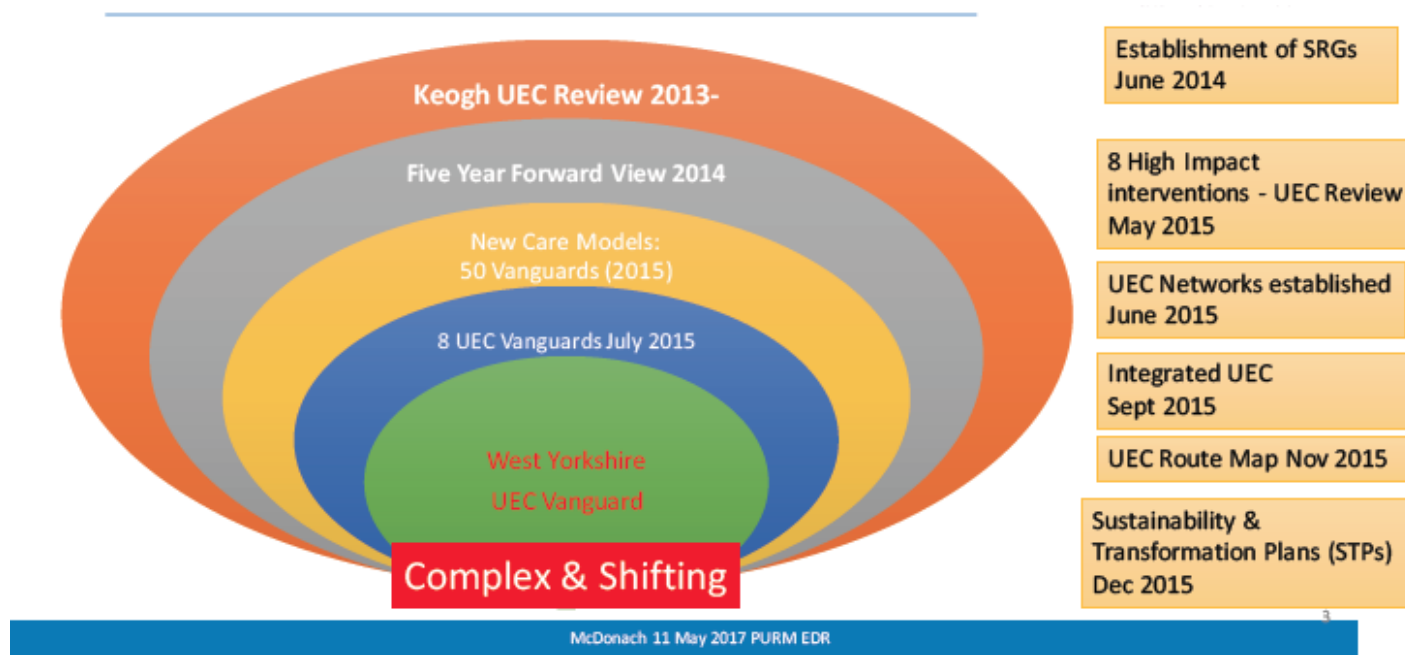 Keogh UEC Review 2013-
Five Year Forward View 2014
New Care Models:
50 Vanguards (2015)
8 UEC Vanguards July 2015
West Yorkshire
UEC Vanguard
Complex & Shifting
Establishment of SRGs
June 2014
8 High Impact
interventions - UEC Review
May 2015
UEC Networks established
June 2015
Integrated UEC
Sept 2015
UEC Route Map Nov 2015
Sustainability &
Transformation Plans (STPs)
Dec 2015
3
McDonach 11 May 2017 PURM EDR